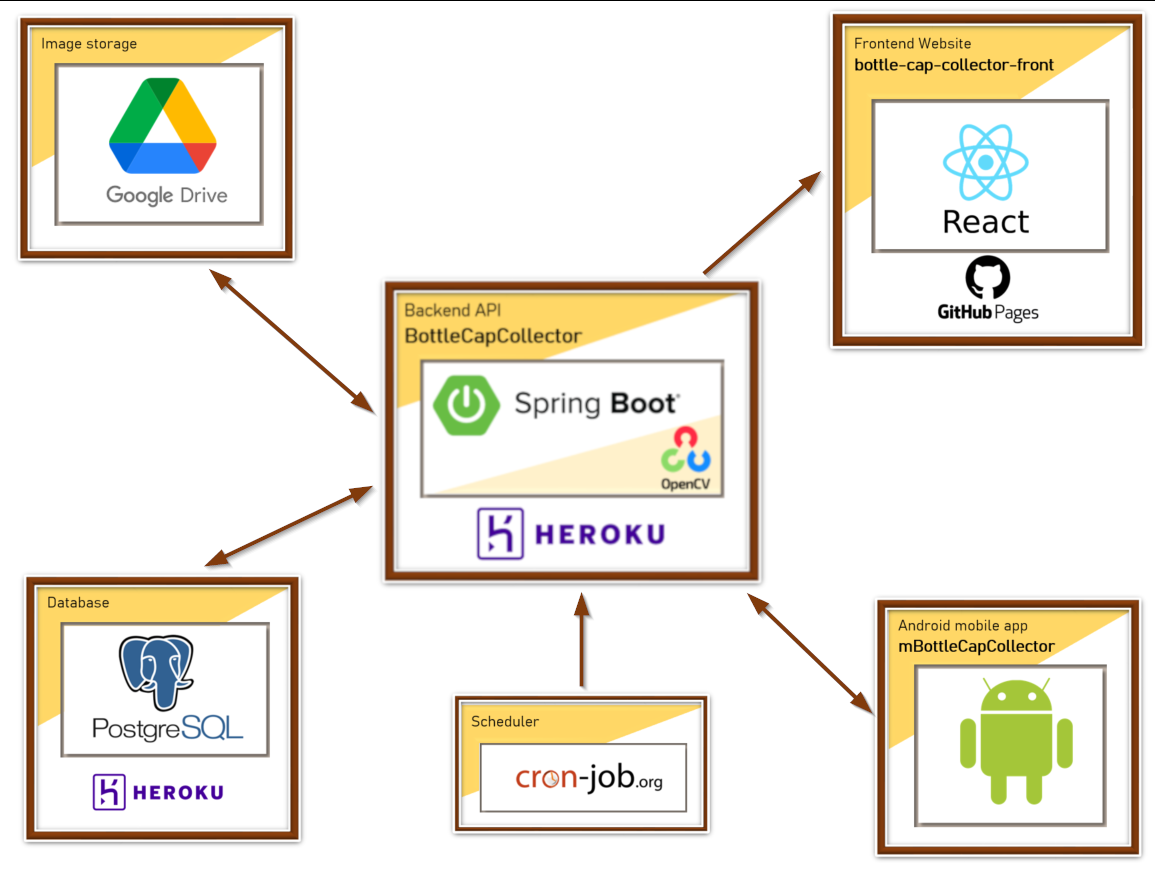 Image storage
Google Drive
Frontend Website
bottle-cap-collector-front
React
GitHub Pages
Backend API
BottleCapCollector
Spring Boot
OpenCV
HEROKU
Database
PostgreSQL
HEROKU
Scheduler
cron-job.org
Android mobile app
mBottleCapCollector